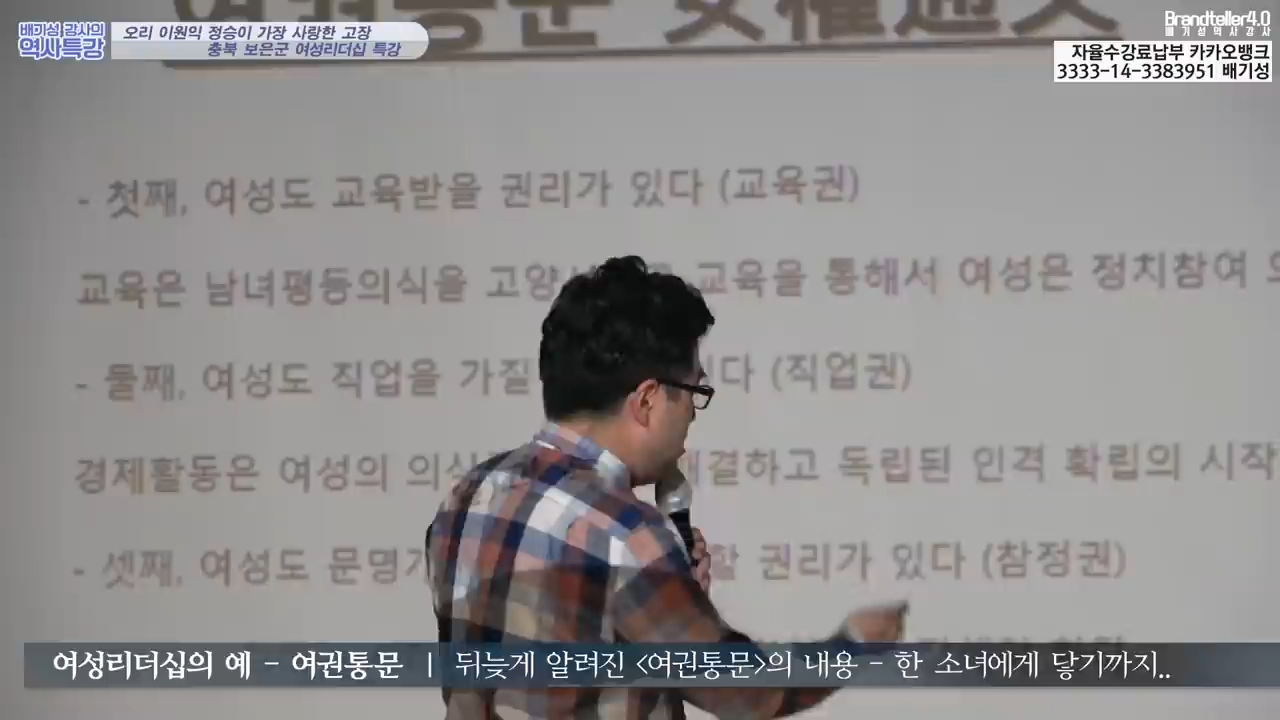 배기성 강사의
역사특강
오리 이원익 정승이 가장 사랑한 고장
충북 보은군 여성리더십 특강
Brandteller4.0
배기성역사강사
자율수강료납부 카카오뱅크
3333-14-3383951 배기성
여권통문
- 첫째, 여성도 교육받을 권리가 있다 (교육권)
교육은 남녀평등의식을 고양 교육을 통해서 여성은 정치참여
- 둘째, 여성도 직업을 가질 다 (직업권)
경제활동은 여성의 해결하고 독립된 인격 확립의 시작
- 셋째, 여성도 할 권리가 있다 (참정권)
여성리더십의 예 - 여권통문 | 뒤늦게 알려진 <여권통문>의 내용 - 한 소녀에게 닿기까지..